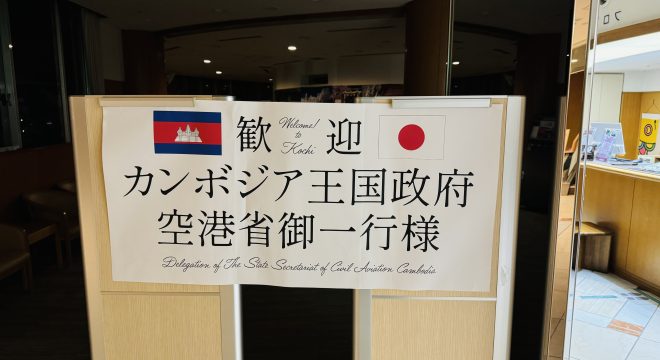 歓 Welcome! to Kochi 迎
カンボジア王国政府
空港省御一行様
Delegation of The State Secretariat of Civil Aviation Cambodia